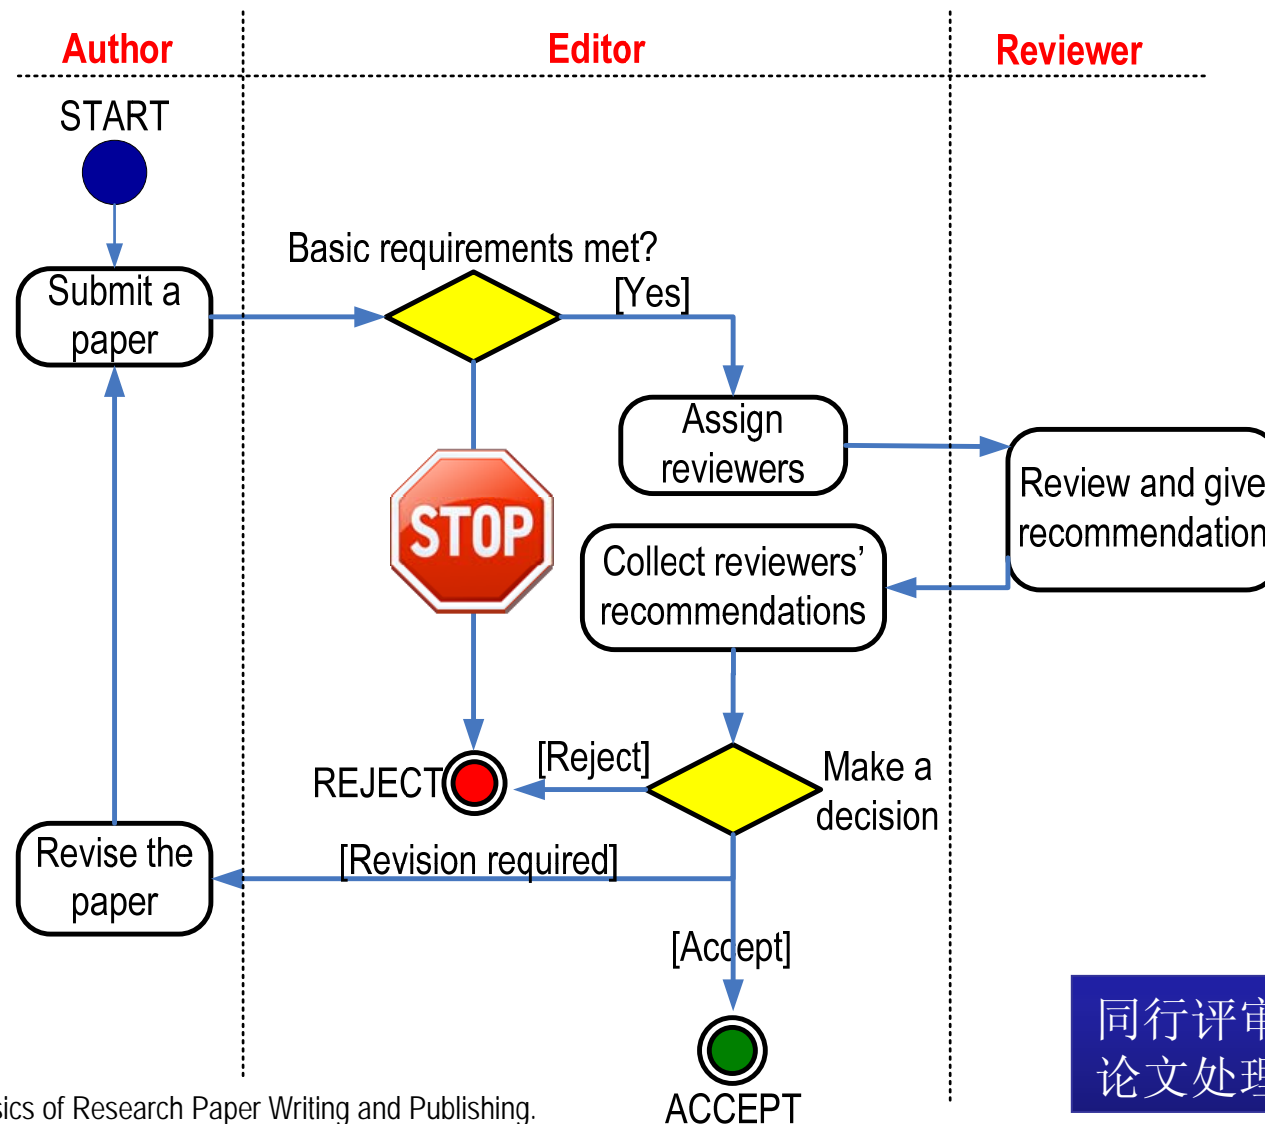 Author
Editor
Reviewer
START
Basic requirements met?
[Yes]
Submit a
paper
Assign
reviewers
Review and give
recommendation
STOP
Collect reviewers’
recommendations
[Reject]
Make a
decision
REJECT
Revise the
paper
[Revision required]
[Accept]
同行评审
论文处理
sics of Research Paper Writing and Publishing.
ACCEPT